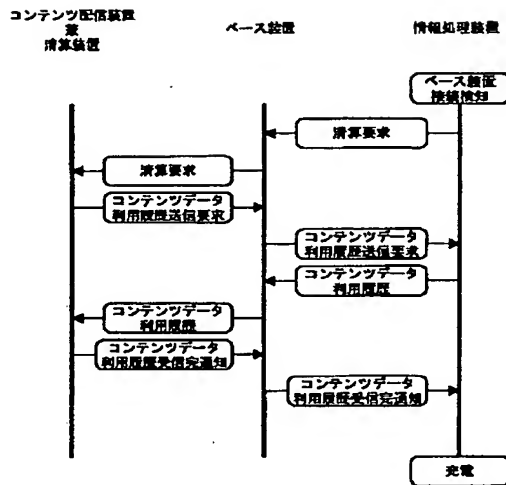 コンテンツ配信装置
兼
清算装置
ベース装置
情報処理装置
ベース装置
接続検知
清算要求
清算要求
コンテンツデータ
利用履歴送信要求
コンテンツデータ
利用履歴送信要求
コンテンツデータ
利用履歴
コンテンツデータ
利用履歴
コンテンツデータ
利用履歴受信完通知
コンテンツデータ
利用履歴受信完通知
充電